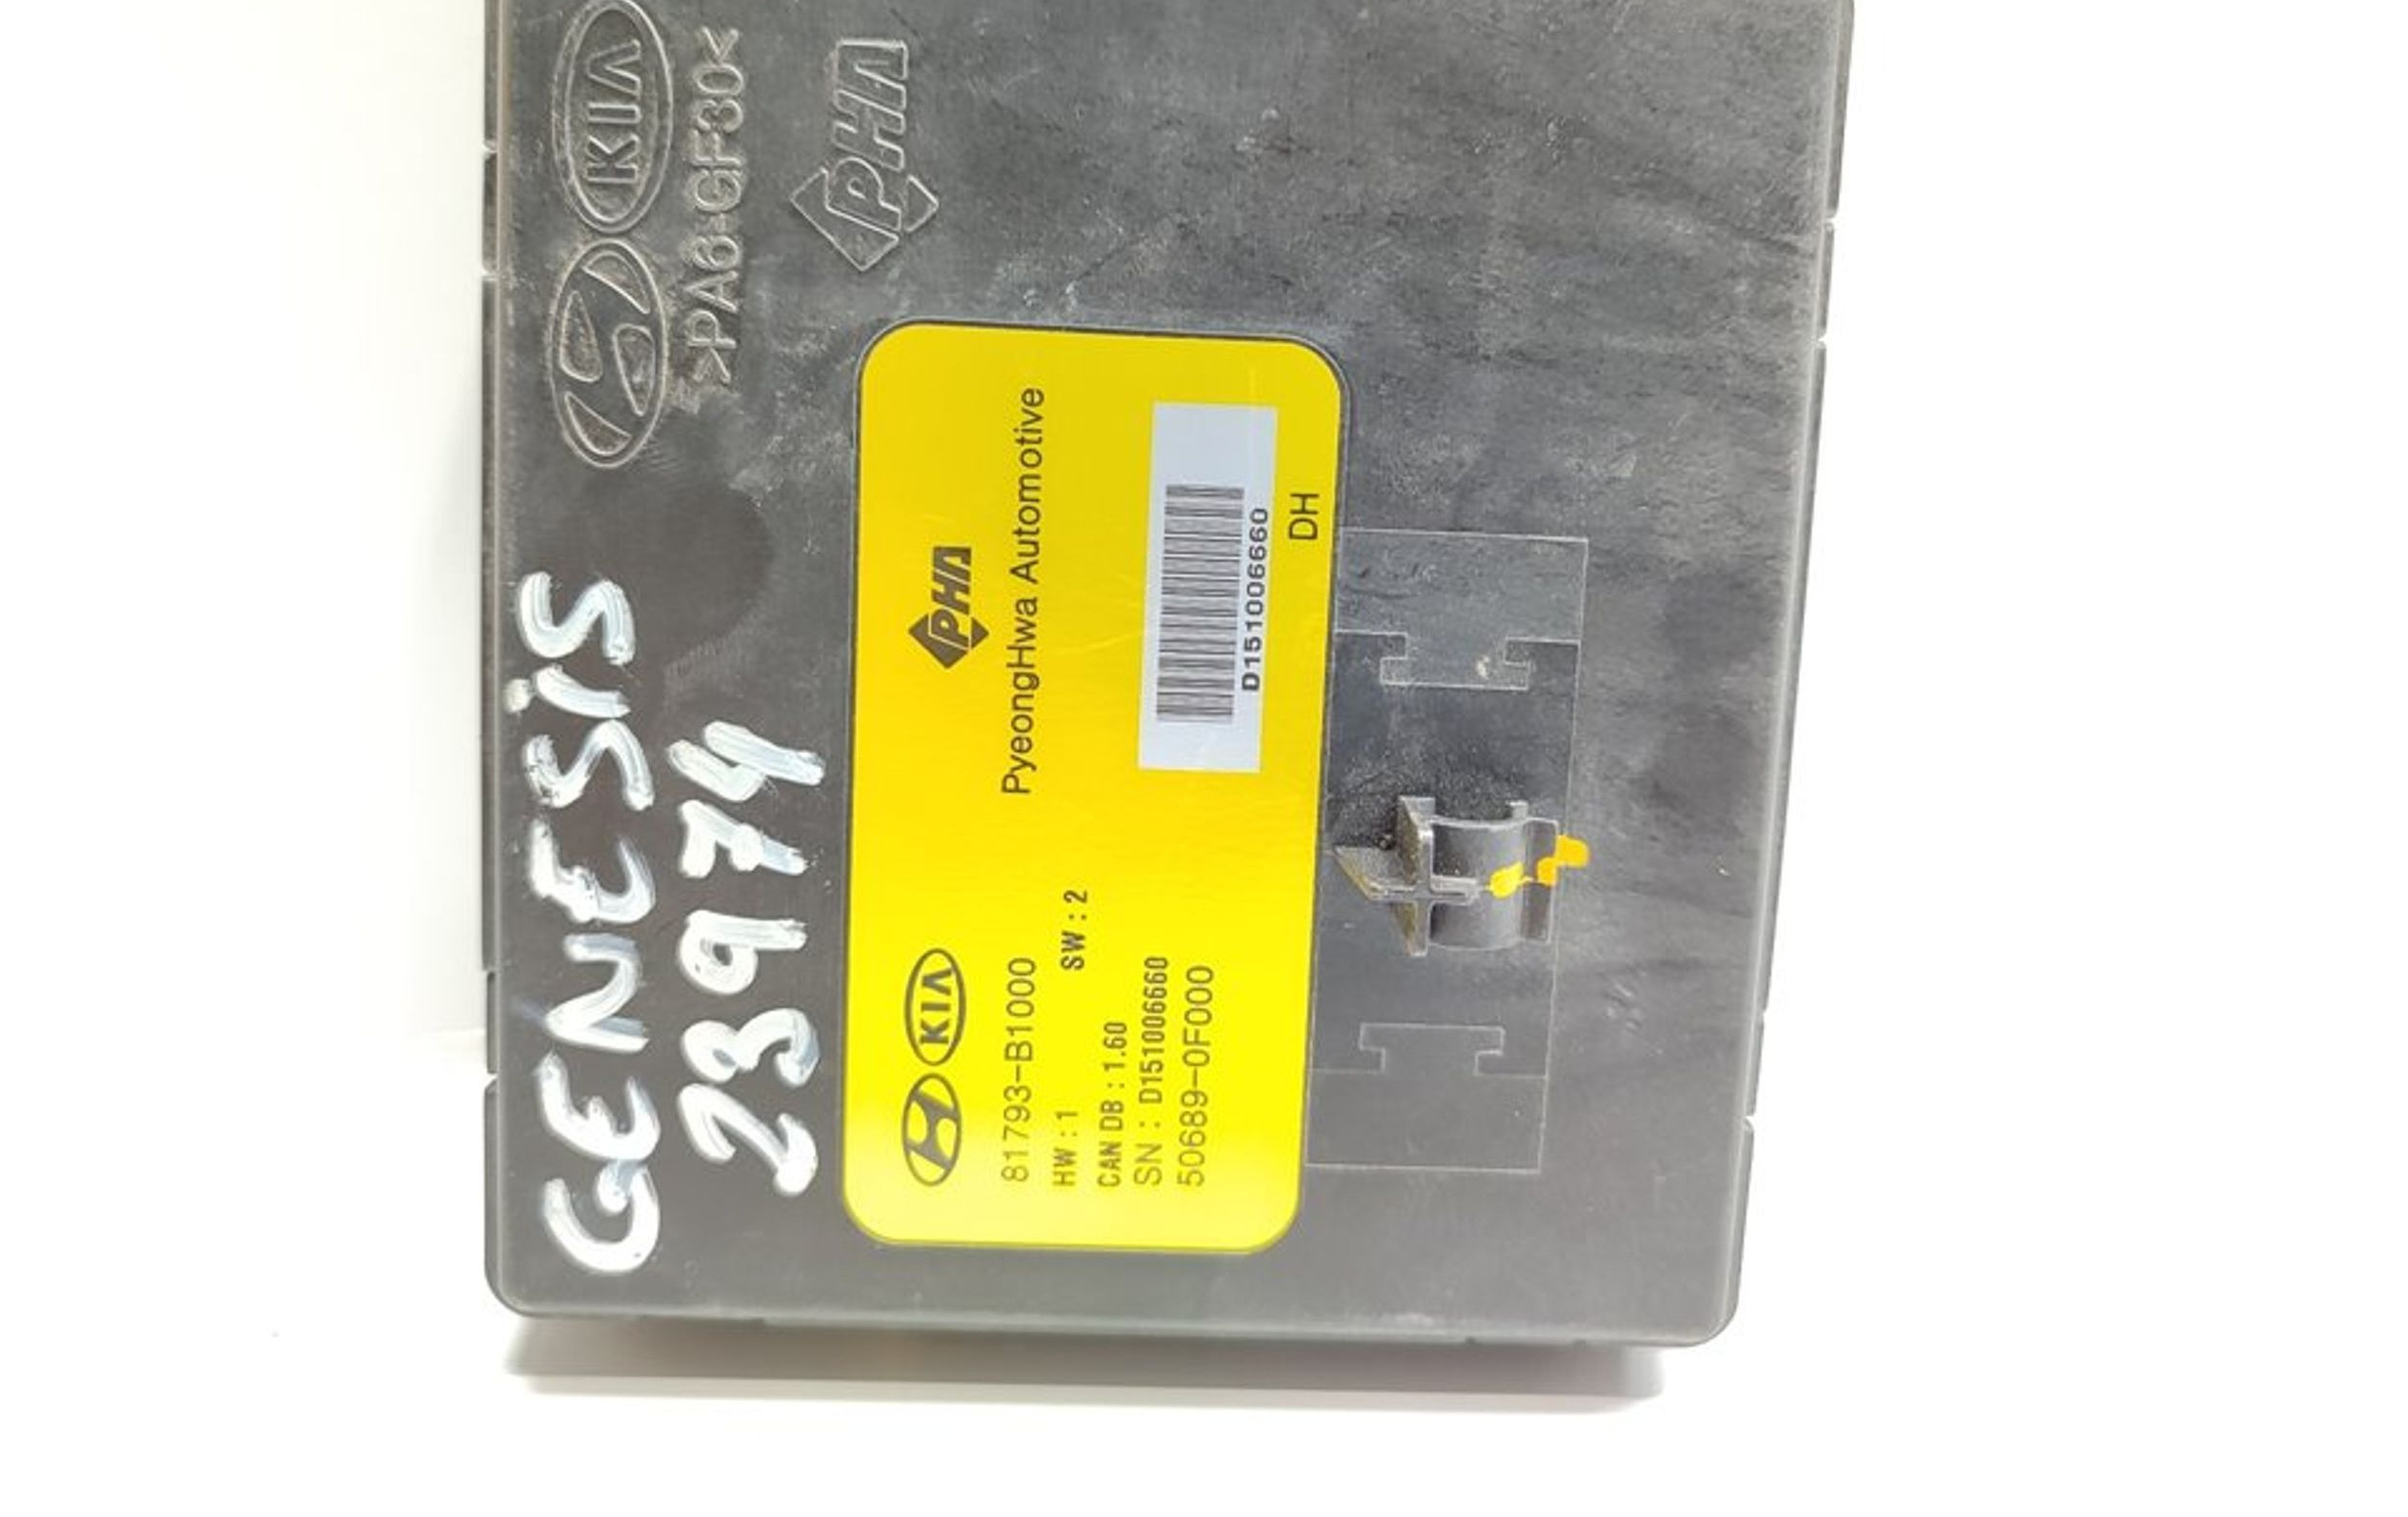 KIA
>PA6-GF30<
PHA
GENESiS
23974
KIA
81793-B1000
HW : 1
SW : 2
CAN DB : 1.60
SN : D151006660
50689-0F000
PHA
PyeongHwa Automotive
D151006660
DH